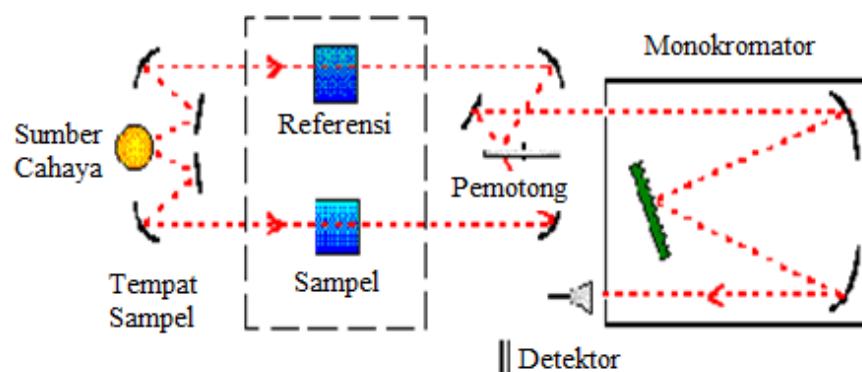 Monokromator
Sumber
Cahaya
Referensi
Pemotong
Tempat
Sampel
Sampel
Detektor